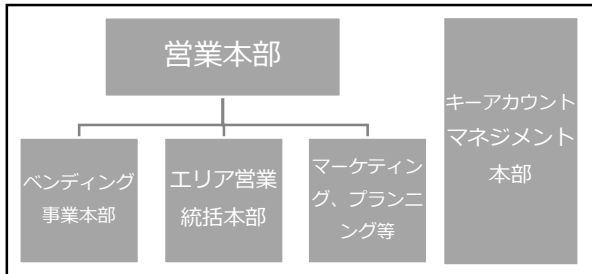 営業本部
キーアカウント
マネジメント
本部
ベンディング
事業本部
エリア営業
統括本部
マーケティン
グ、プランニ
ング等